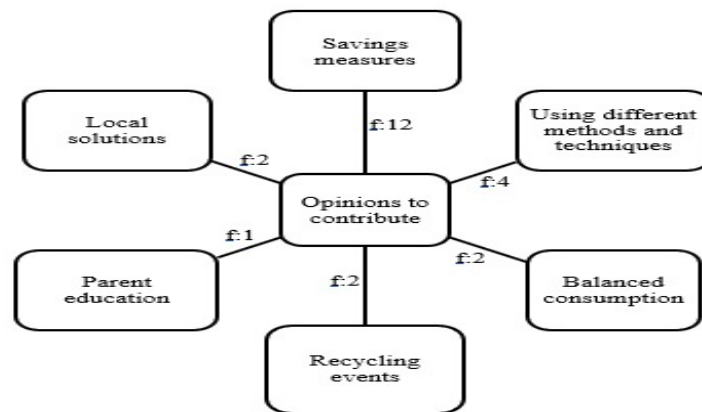 Savings
measures
Local
solutions
Using different
methods and
techniques
f:12
f:2
f:4
Opinions to
contribute
f:1
f:2
f:2
Parent
education
Balanced
consumption
Recycling
events